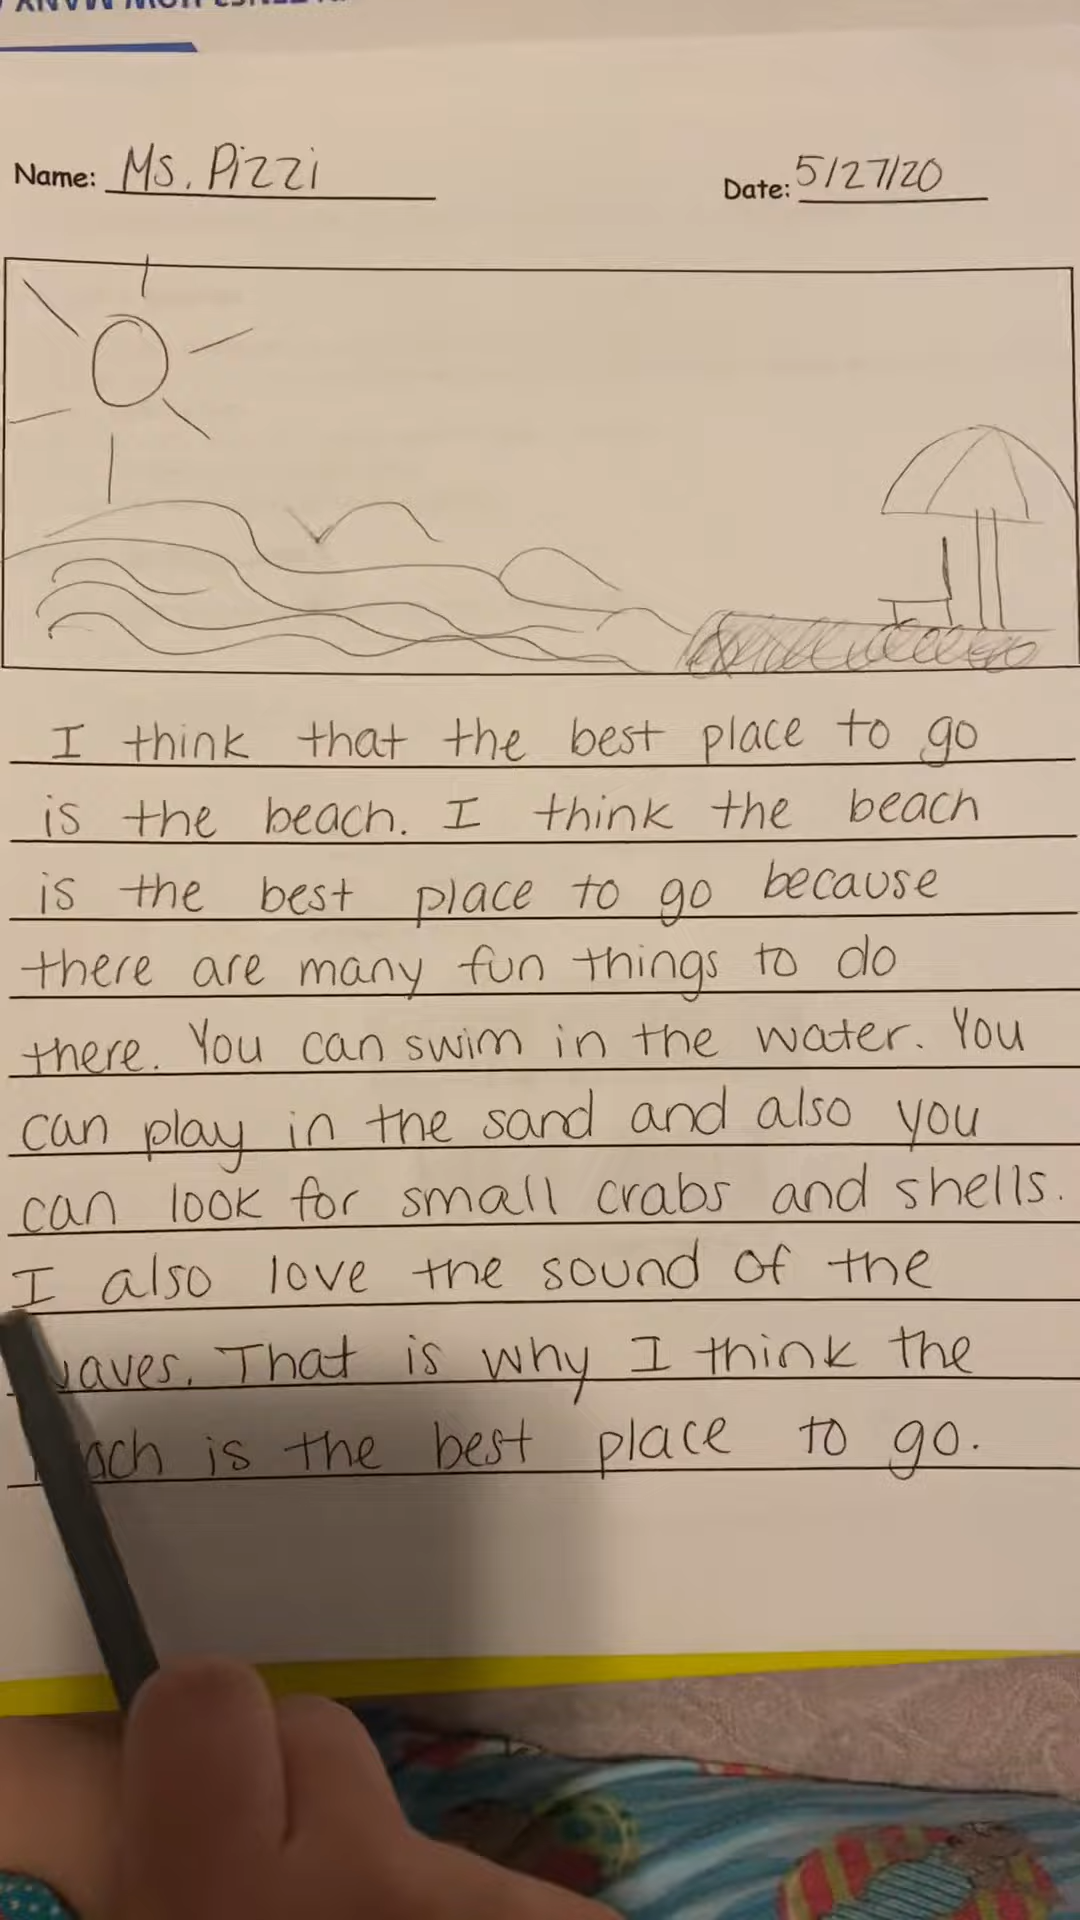 Name: Ms. Pizzi
Date: 5/27/20
I think that the best place to go
is the beach. I think the beach
is the best place to go because
there are many fun things to do
there. You can swim in the water. You
can play in the sand and also you
can look for small crabs and shells.
I also love the sound of the
waves. That is why I think the
is the best place to go.